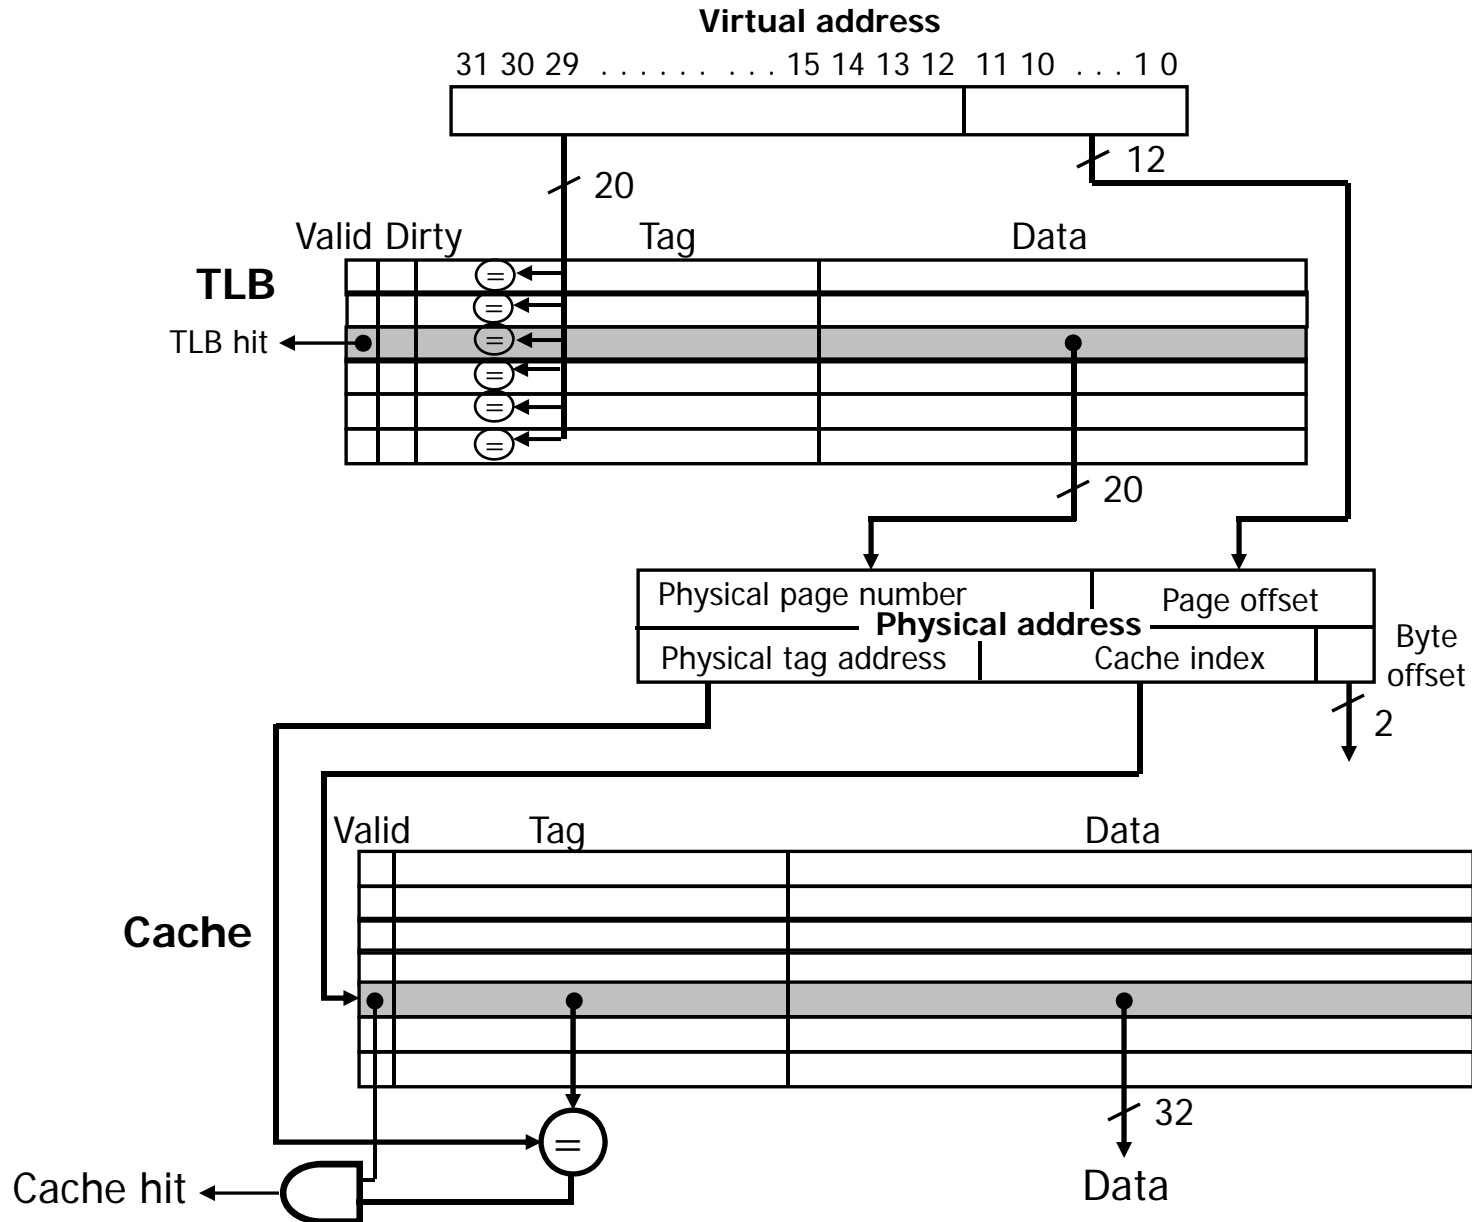 Virtual address
31 30 29 . . . . . . . . . 15 14 13 12 11 10 . . . 1 0
12
20
Valid Dirty Tag Data
TLB
=
=
TLB hit
=
=
=
=
20
Physical page number Page offset
Physical address
Physical tag address Cache index
Byte
offset
2
Valid Tag Data
Cache
32
=
Cache hit
Data